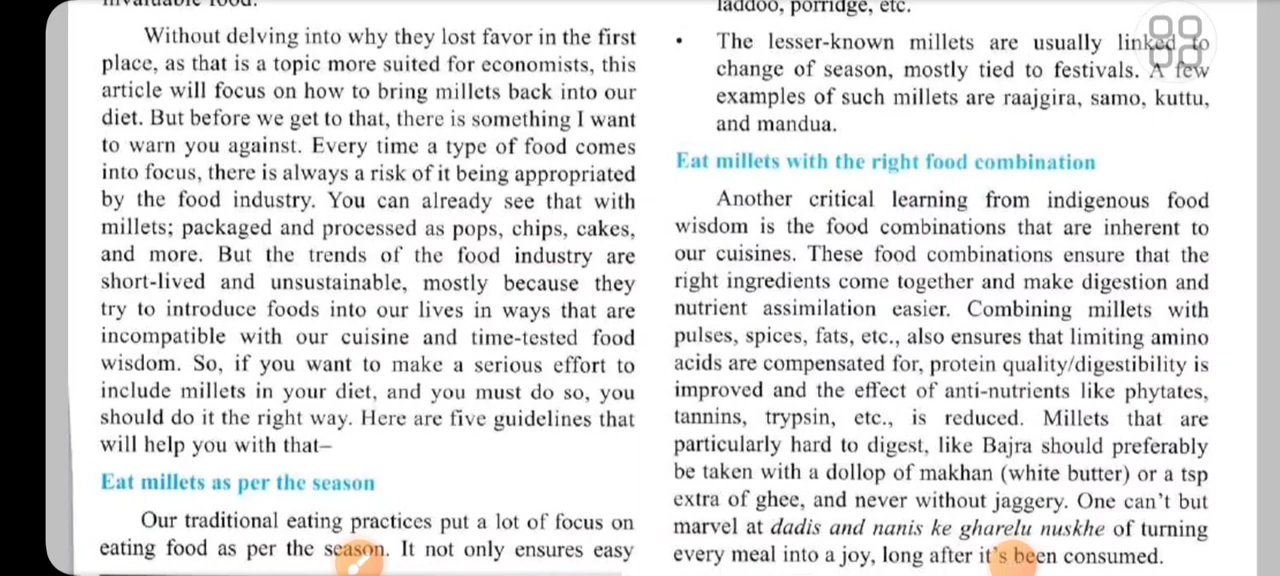 invaluable food.
Without delving into why they lost favor in the first
place, as that is a topic more suited for economists, this
article will focus on how to bring millets back into our
diet. But before we get to that, there is something I want
to warn you against. Every time a type of food comes
into focus, there is always a risk of it being appropriated
by the food industry. You can already see that with
millets; packaged and processed as pops, chips, cakes,
and more. But the trends of the food industry are
short-lived and unsustainable, mostly because they
try to introduce foods into our lives in ways that are
incompatible with our cuisine and time-tested food
wisdom. So, if you want to make a serious effort to
include millets in your diet, and you must do so, you
should do it the right way. Here are five guidelines that
will help you with that–
Eat millets as per the season
Our traditional eating practices put a lot of focus on
eating food as per the season. It not only ensures easy
laddoo, porridge, etc.
• The lesser-known millets are usually linked to
change of season, mostly tied to festivals. A few
examples of such millets are raajgira, samo, kuttu,
and mandua.
Eat millets with the right food combination
Another critical learning from indigenous food
wisdom is the food combinations that are inherent to
our cuisines. These food combinations ensure that the
right ingredients come together and make digestion and
nutrient assimilation easier. Combining millets with
pulses, spices, fats, etc., also ensures that limiting amino
acids are compensated for, protein quality/digestibility is
improved and the effect of anti-nutrients like phytates,
tannins, trypsin, etc., is reduced. Millets that are
particularly hard to digest, like Bajra should preferably
be taken with a dollop of makhan (white butter) or a tsp
extra of ghee, and never without jaggery. One can't but
marvel at dadis and nanis ke gharelu nuskhe of turning
every meal into a joy, long after it's been consumed.